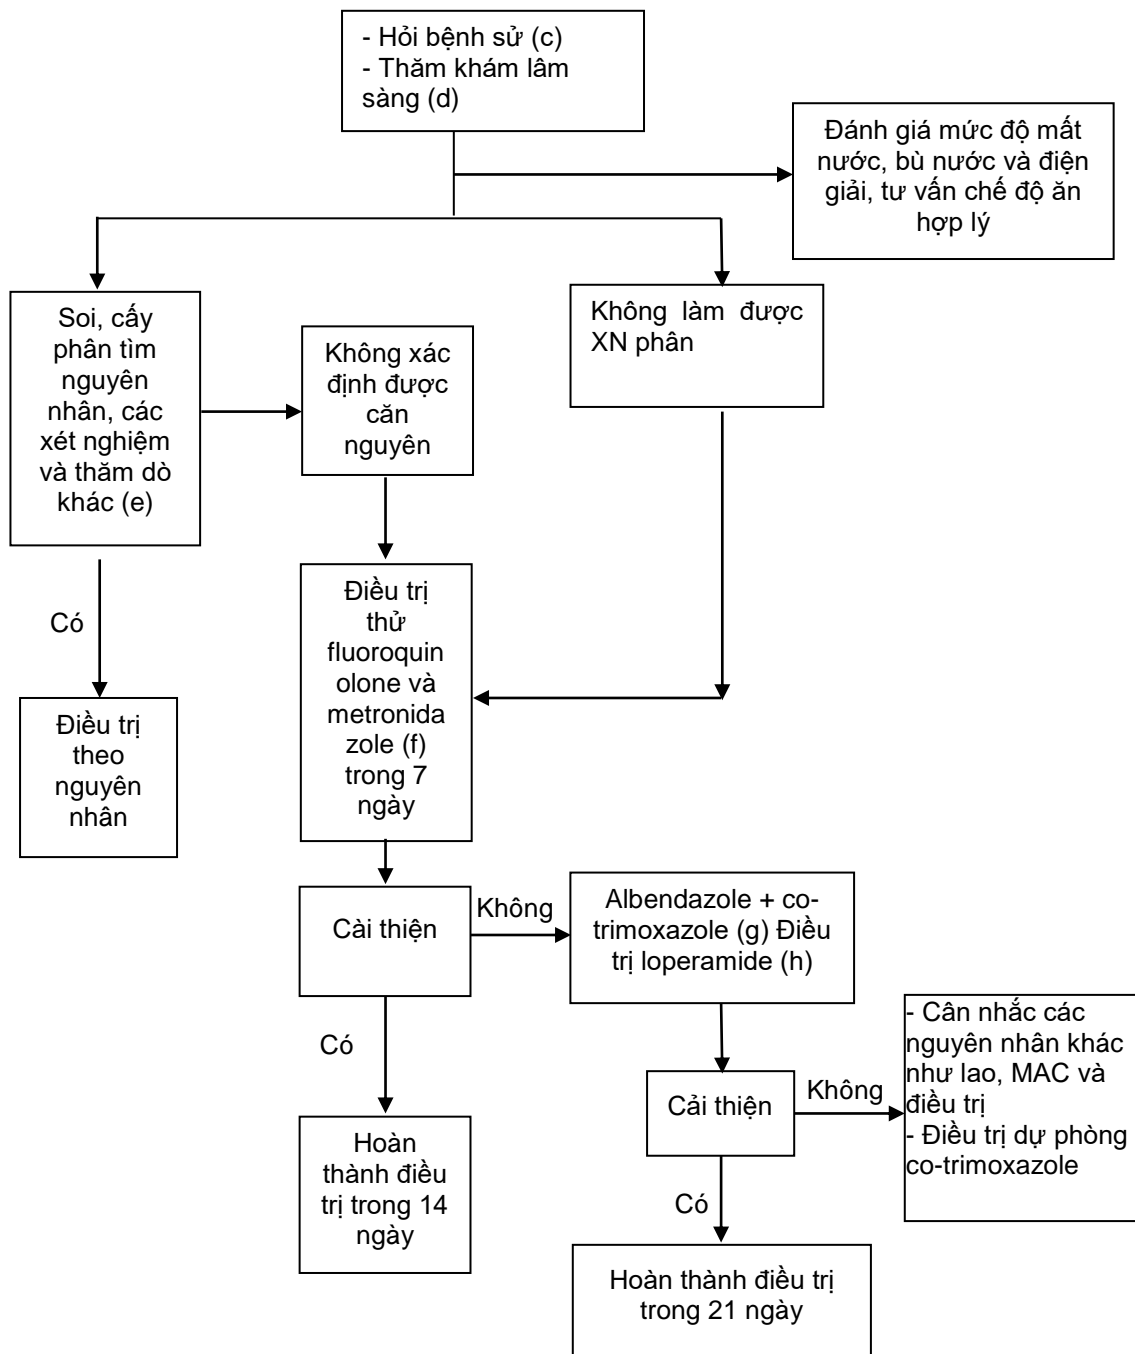 - Hỏi bệnh sử (c)
- Thăm khám lâm
sàng (d)
Đánh giá mức độ mất
nước, bù nước và điện
giải, tư vấn chế độ ăn
hợp lý
Soi, cấy
phân tìm
nguyên
nhân, các
xét nghiệm
và thăm dò
khác (e)
Không xác
định được
căn
nguyên
Không làm được
XN phân
Có
Điều trị
theo
nguyên
nhân
Điều trị
thử
fluoroquin
olone và
metronida
zole (f)
trong 7
ngày
Cài thiện
Không
Albendazole + co-
trimoxazole (g) Điều
trị loperamide (h)
Có
Hoàn
thành điều
trị trong 14
ngày
Cải thiện
Không
- Cân nhắc các
nguyên nhân khác
như lao, MAC và
điều trị
- Điều trị dự phòng
co-trimoxazole
Có
Hoàn thành điều trị
trong 21 ngày